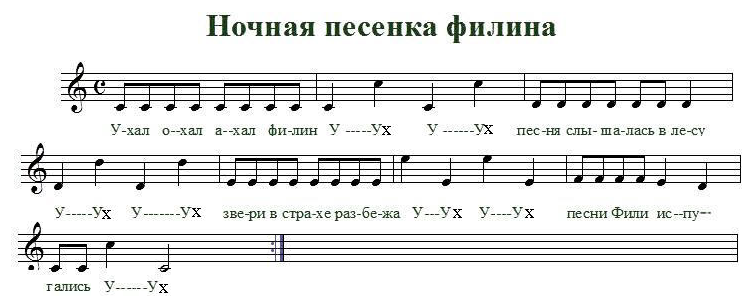 Ночная песенка филина
У-хал о--хал а--хал фи-лин У -----Ух У ------Ух пес-ня слы-ша-лась в ле-су
У-----Ух У-------Ух зве-ри в стра-хе раз-бе-жа У---Ух У----Ух песни Фили ис--пу--
гались У------Ух